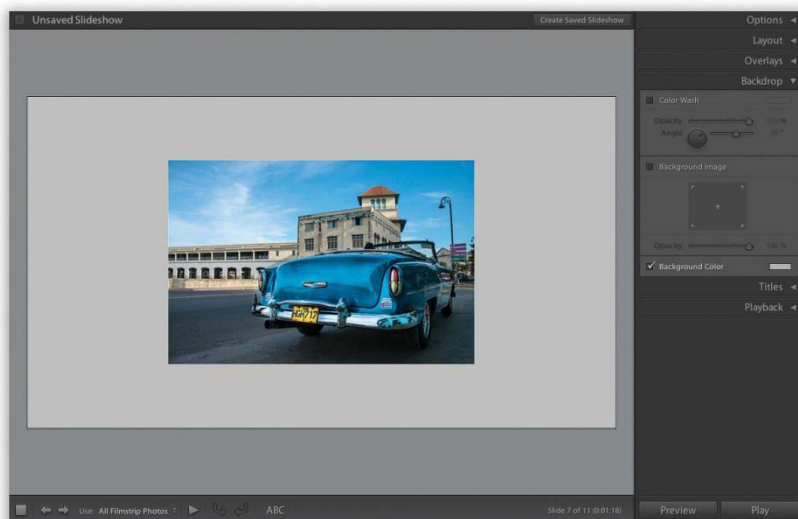 Unsaved Slideshow
Create Saved Slideshow
Options
Layout
Overlays
Backdrop
Color Wash
Opacity
Angle
Background Image
Opacity
Background Color
Titles
Playback
HGH717
Use: All Filmstrip Photos
ABC
Slide 7 of 11 (0:01:18)
Preview
Play